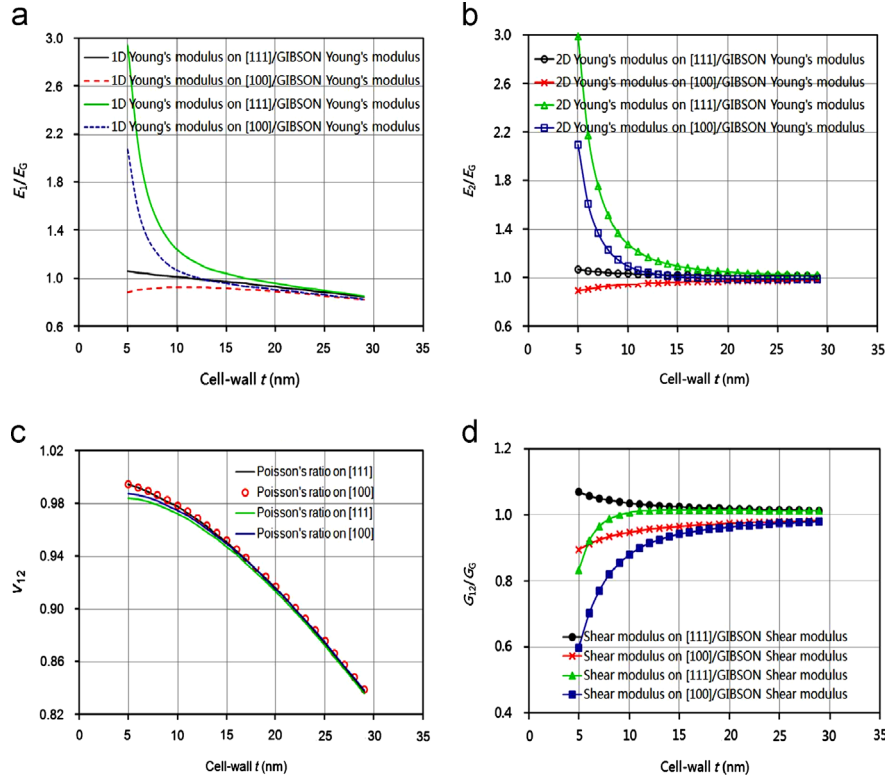 a
3.0
2.6
2.2
1.8
1.4
1.0
0.6
E1/EG
1D Young's modulus on [111]/GIBSON Young's modulus
1D Young's modulus on [100]/GIBSON Young's modulus
1D Young's modulus on [111]/GIBSON Young's modulus
1D Young's modulus on [100]/GIBSON Young's modulus
0 5 10 15 20 25 30 35
Cell-wall t (nm)
b
3.0
2.6
2.2
1.8
1.4
1.0
0.6
E2/EG
2D Young's modulus on [111]/GIBSON Young's modulus
2D Young's modulus on [100]/GIBSON Young's modulus
2D Young's modulus on [111]/GIBSON Young's modulus
2D Young's modulus on [100]/GIBSON Young's modulus
0 5 10 15 20 25 30 35
Cell-wall t (nm)
c
1.02
0.98
0.94
0.90
0.86
0.82
v12
Poisson's ratio on [111]
Poisson's ratio on [100]
Poisson's ratio on [111]
Poisson's ratio on [100]
0 5 10 15 20 25 30 35
Cell-wall t (nm)
d
1.2
1.0
0.8
0.6
0.4
G12/GG
Shear modulus on [111]/GIBSON Shear modulus
Shear modulus on [100]/GIBSON Shear modulus
Shear modulus on [111]/GIBSON Shear modulus
Shear modulus on [100]/GIBSON Shear modulus
0 5 10 15 20 25 30 35
Cell-wall t (nm)